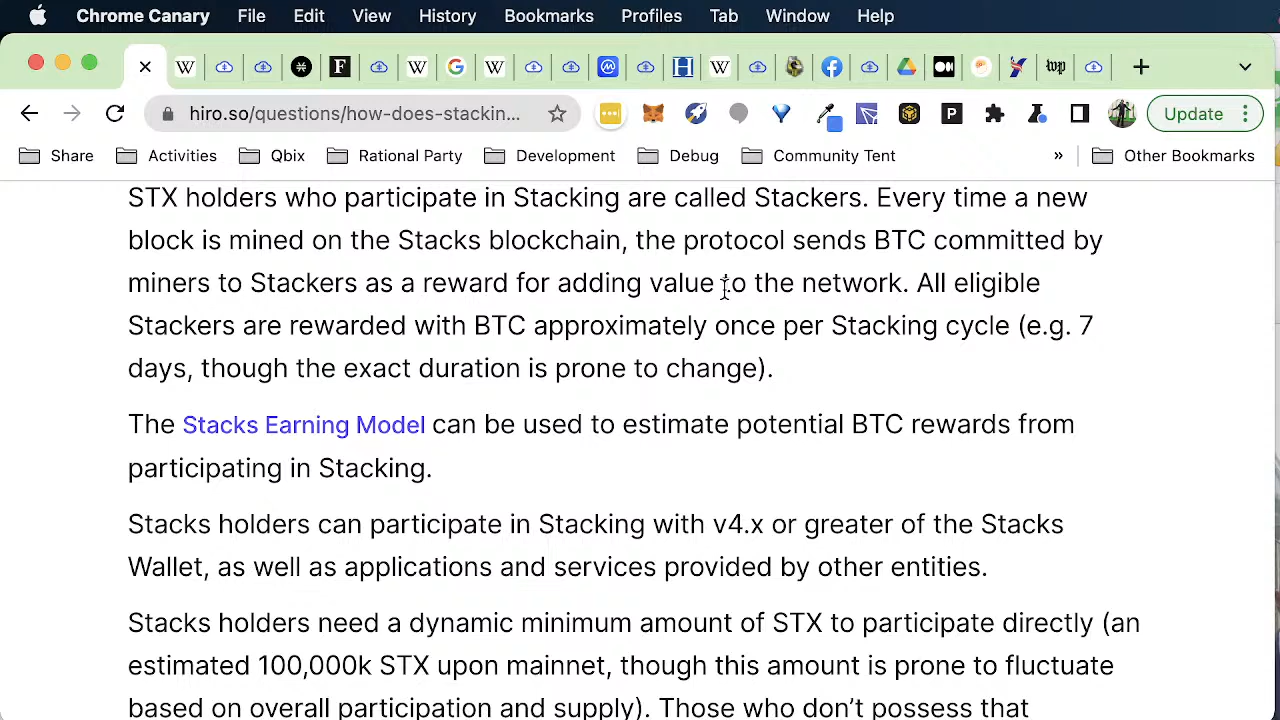 Chrome Canary File Edit View History Bookmarks Profiles Tab Window Help
hiro.so/questions/how-does-stackin... Update
Share Activities Qbix Rational Party Development Debug Community Tent » Other Bookmarks
STX holders who participate in Stacking are called Stackers. Every time a new
block is mined on the Stacks blockchain, the protocol sends BTC committed by
miners to Stackers as a reward for adding value to the network. All eligible
Stackers are rewarded with BTC approximately once per Stacking cycle (e.g. 7
days, though the exact duration is prone to change).
The Stacks Earning Model can be used to estimate potential BTC rewards from
participating in Stacking.
Stacks holders can participate in Stacking with v4.x or greater of the Stacks
Wallet, as well as applications and services provided by other entities.
Stacks holders need a dynamic minimum amount of STX to participate directly (an
estimated 100,000k STX upon mainnet, though this amount is prone to fluctuate
based on overall participation and supply). Those who don’t possess that